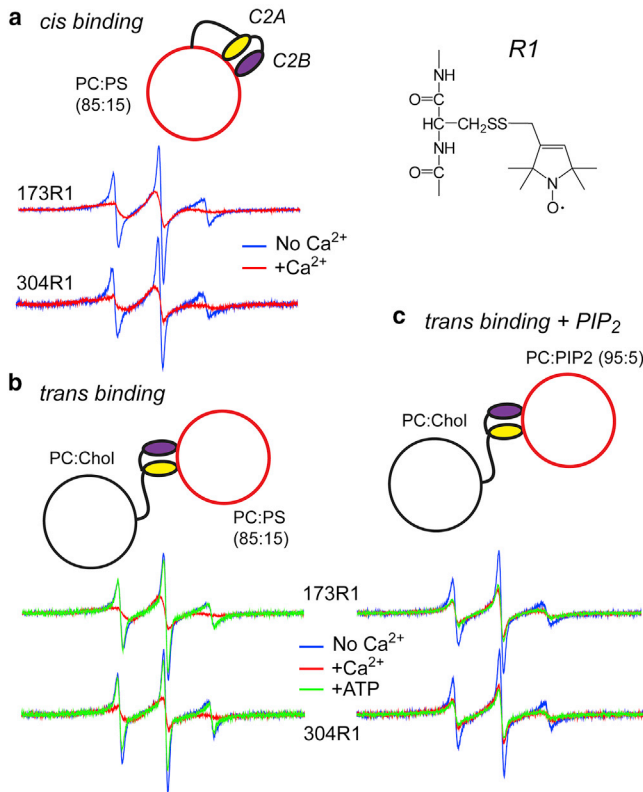 a cis binding
C2A
C2B
PC:PS
(85:15)
R1
NH
O=C
HC-CH2SSS
NH
O=C
N
O•
173R1
No Ca2+
+Ca2+
304R1
c trans binding + PIP2
PC:PIP2 (95:5)
PC:Chol
b trans binding
PC:Chol
PC:PS
(85:15)
173R1
No Ca2+
+Ca2+
+ATP
304R1